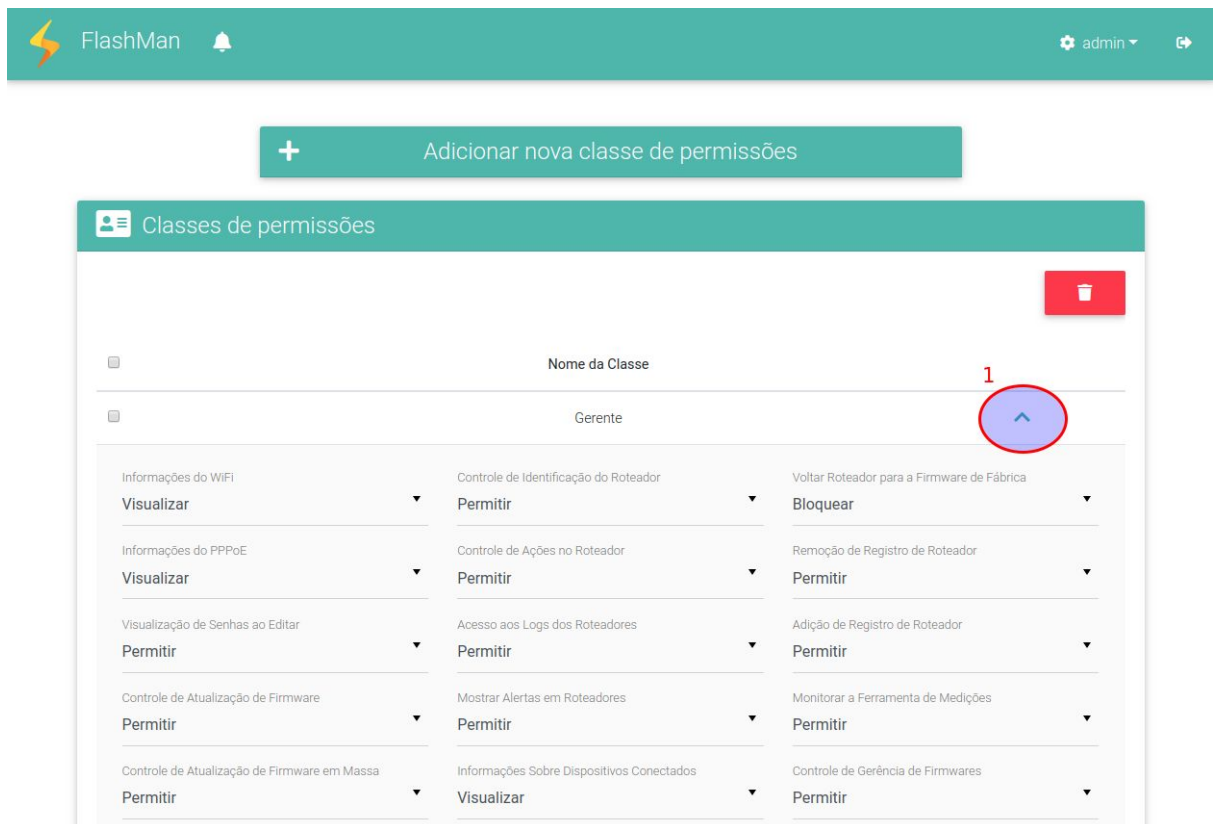 FlashMan
admin
Adicionar nova classe de permissões
Classes de permissões
Nome da Classe
1
Gerente
Informações do WiFi
Visualizar
Controle de Identificação do Roteador
Permitir
Voltar Roteador para a Firmware de Fábrica
Bloquear
Informações do PPPoE
Visualizar
Controle de Ações no Roteador
Permitir
Remoção de Registro de Roteador
Permitir
Visualização de Senhas ao Editar
Permitir
Acesso aos Logs dos Roteadores
Permitir
Adição de Registro de Roteador
Permitir
Controle de Atualização de Firmware
Permitir
Mostrar Alertas em Roteadores
Permitir
Monitorar a Ferramenta de Medições
Permitir
Controle de Atualização de Firmware em Massa
Permitir
Informações Sobre Dispositivos Conectados
Visualizar
Controle de Gerência de Firmwares
Permitir